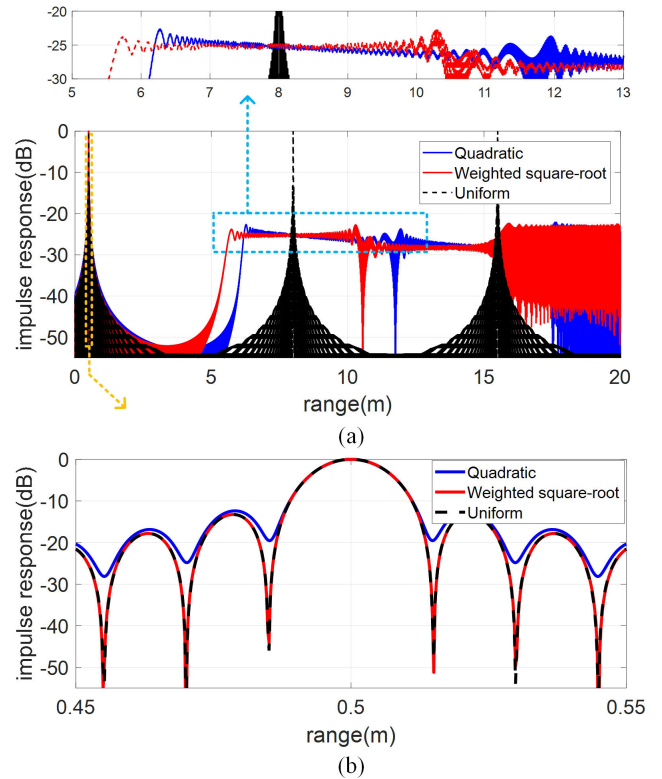 -20
-25
-30
5 6 7 8 9 10 11 12 13
0
-10
-20
-30
-40
-50
impulse response(dB)
Quadratic
Weighted square-root
Uniform
0 5 10 15 20
range(m)
(a)
0
-10
-20
-30
-40
-50
impulse response(dB)
Quadratic
Weighted square-root
Uniform
0.45 0.5 0.55
range(m)
(b)